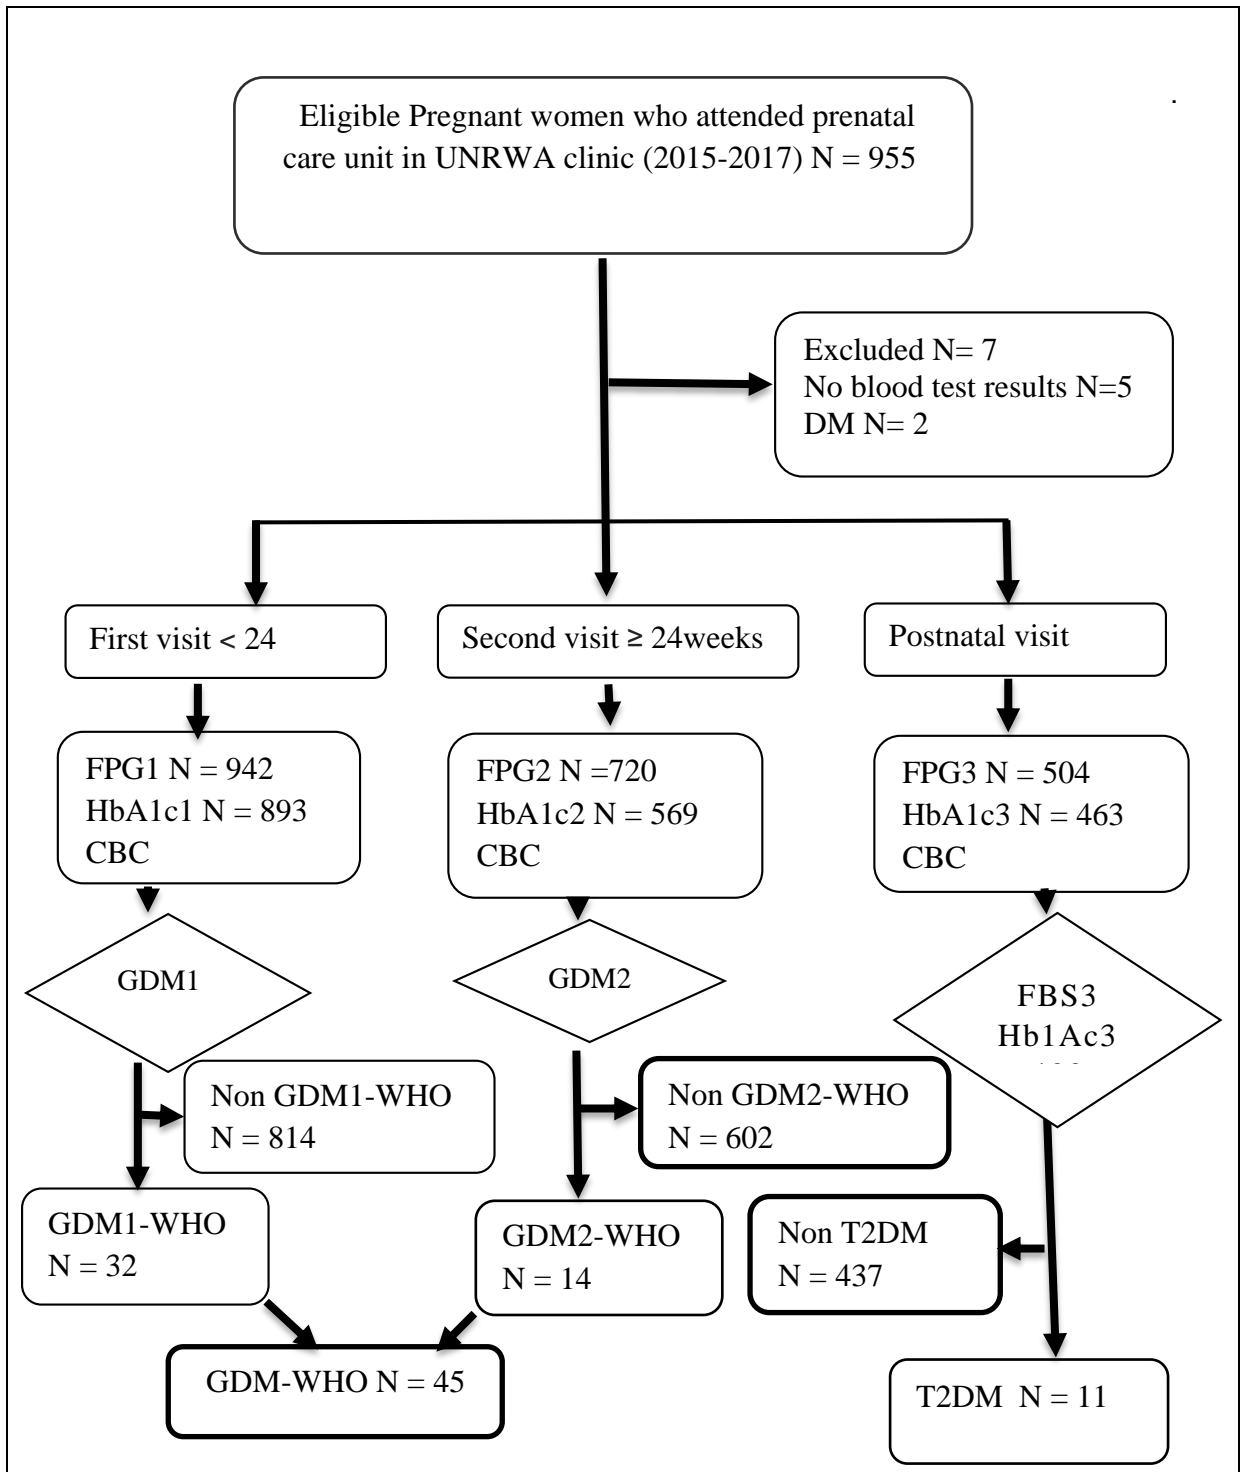 Eligible Pregnant women who attended prenatal
care unit in UNRWA clinic (2015-2017) N = 955
.
Excluded N= 7
No blood test results N=5
DM N= 2
First visit < 24
Second visit ≥ 24weeks
Postnatal visit
FPG1 N = 942
HbA1c1 N = 893
CBC
FPG2 N =720
HbA1c2 N = 569
CBC
FPG3 N = 504
HbA1c3 N = 463
CBC
GDM1
GDM2
FBS3
Hb1Ac3
Non GDM1-WHO
N = 814
Non GDM2-WHO
N = 602
GDM1-WHO
N = 32
GDM2-WHO
N = 14
Non T2DM
N = 437
GDM-WHO N = 45
T2DM  N = 11